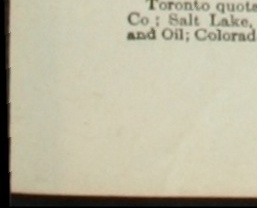 Toronto quota
Co ; Salt Lake,
and Oil; Colorad